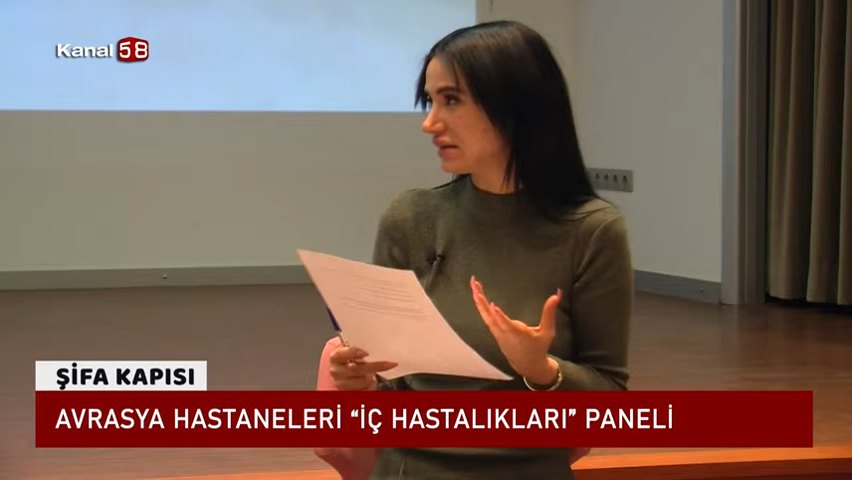 Kanal 58
ŞİFA KAPISI
AVRASYA HASTANELERİ “İÇ HASTALIKLARI” PANELİ